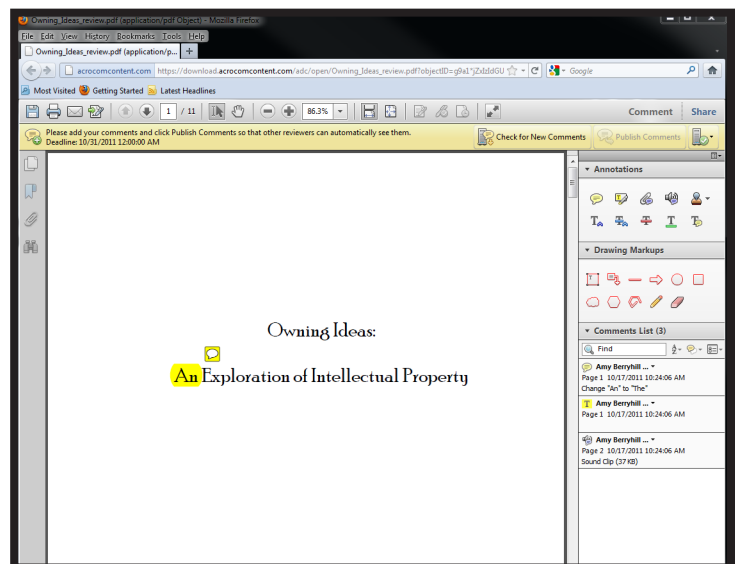 Owning_Ideas_review.pdf (application/pdf Object) - Mozilla Firefox
File Edit View History Bookmarks Tools Help
Owning_Ideas_review.pdf (application/p... +
acrocomcontent.com https://download.acrocomcontent.com/adc/open/Owning_Ideas_review.pdf?objectID= Google
Most Visited Getting Started Latest Headlines
1 / 11 86.3% Comment Share
Please add your comments and click Publish Comments so that other reviewers can automatically see them.
Deadline: 10/31/2011 12:00:00 AM
Check for New Comments Publish Comments
Annotations
Drawing Markups
Owning Ideas:
An Exploration of Intellectual Property
Comments List (3)
Find
Amy Berryhill ...
Page 1 10/17/2011 10:24:06 AM
Change "An" to "The"
Amy Berryhill ...
Page 1 10/17/2011 10:24:06 AM
Amy Berryhill ...
Page 2 10/17/2011 10:24:06 AM
Sound Clip (37 KB)